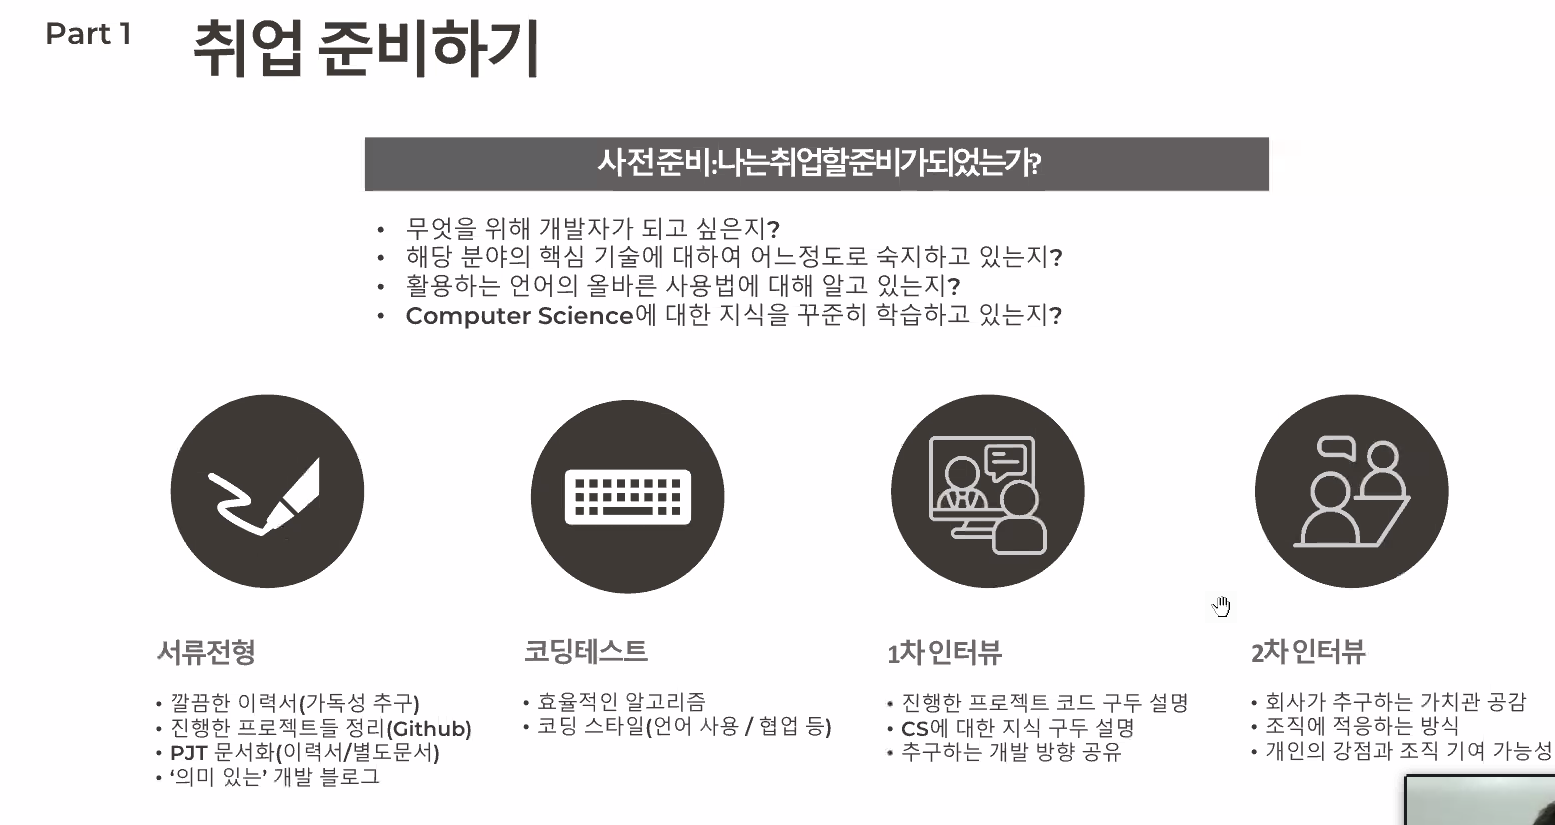 Part 1
취업 준비하기
사전 준비: 나는 취업할 준비가 되었는가?
• 무엇을 위해 개발자가 되고 싶은지?
• 해당 분야의 핵심 기술에 대하여 어느정도로 숙지하고 있는지?
• 활용하는 언어의 올바른 사용법에 대해 알고 있는지?
• Computer Science에 대한 지식을 꾸준히 학습하고 있는지?
서류전형
• 깔끔한 이력서(가독성 추구)
• 진행한 프로젝트들 정리(Github)
• PJT 문서화(이력서/별도문서)
• ‘의미 있는’ 개발 블로그
코딩테스트
• 효율적인 알고리즘
• 코딩 스타일(언어 사용 / 협업 등)
1차 인터뷰
• 진행한 프로젝트 코드 구두 설명
• CS에 대한 지식 구두 설명
• 추구하는 개발 방향 공유
2차 인터뷰
• 회사가 추구하는 가치관 공감
• 조직에 적응하는 방식
• 개인의 강점과 조직 기여 가능성